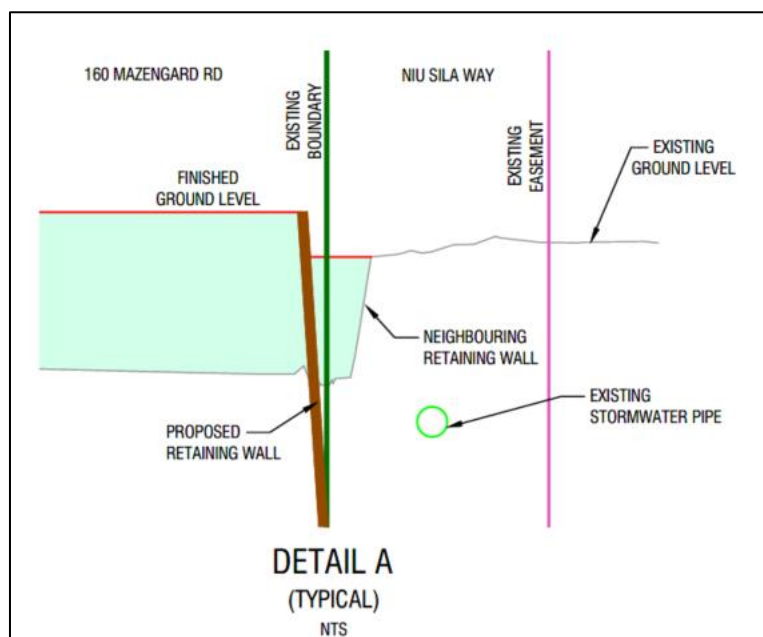 160 MAZENGARD RD
NIU SILA WAY
EXISTING
BOUNDARY
EXISTING
EASEMENT
EXISTING
GROUND LEVEL
FINISHED
GROUND LEVEL
NEIGHBOURING
RETAINING WALL
EXISTING
STORMWATER PIPE
PROPOSED
RETAINING WALL
DETAIL A
(TYPICAL)
NTS